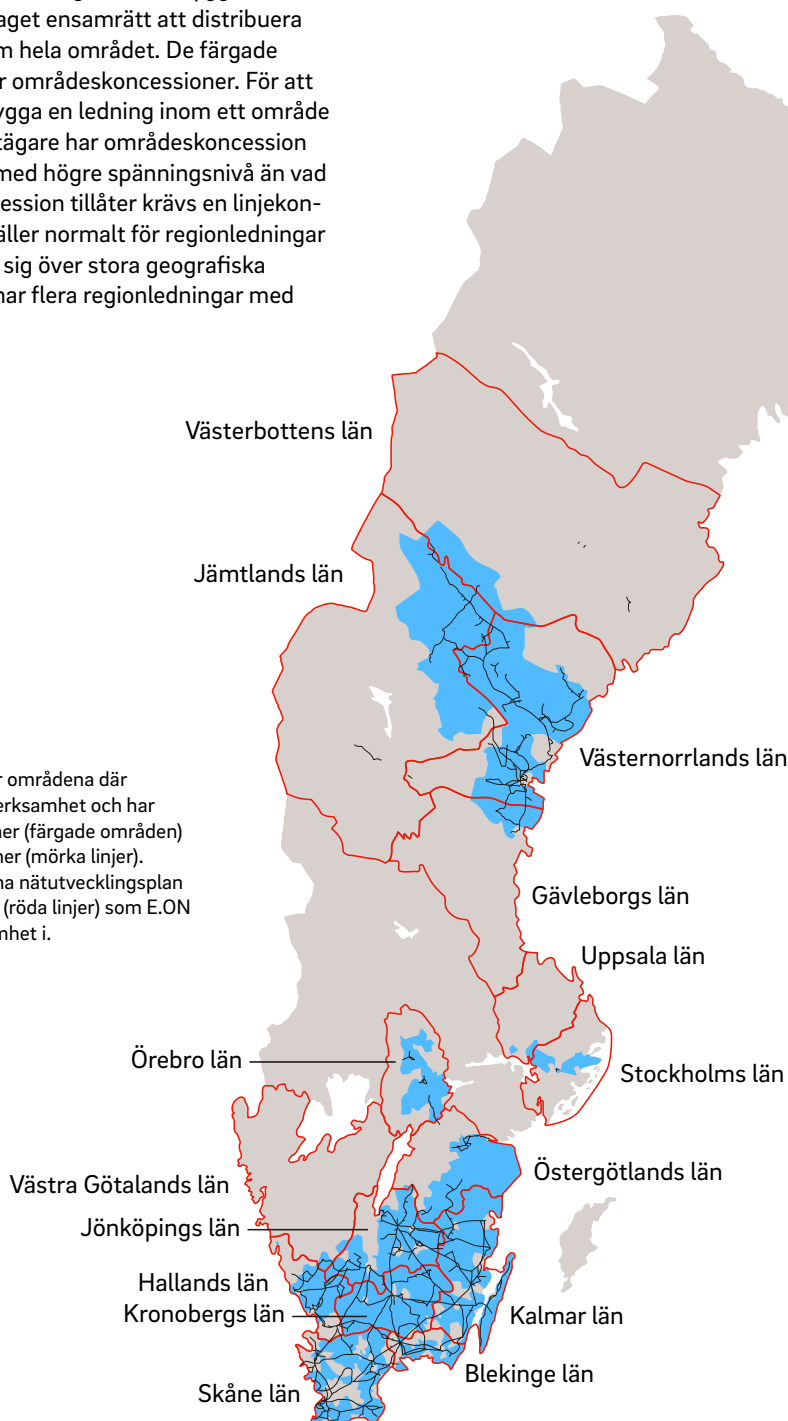 aget ensamrätt att distribuera
m hela området. De färgade
r områdeskoncessioner. För att
ygga en ledning inom ett område
tägare har områdeskoncession
med högre spänningsnivå än vad
ession tillåter krävs en linjekon-
äller normalt för regionledningar
sig över stora geografiska
har flera regionledningar med
Västerbottens län
Jämtlands län
Västernorrlands län
r områdena där
erksamhet och har
ner (färgade områden)
ner (mörka linjer).
na nätutvecklingsplan
(röda linjer) som E.ON
mhet i.
Gävleborgs län
Uppsala län
Örebro län
Stockholms län
Östergötlands län
Västra Götalands län
Jönköpings län
Hallands län
Kronobergs län
Kalmar län
Blekinge län
Skåne län